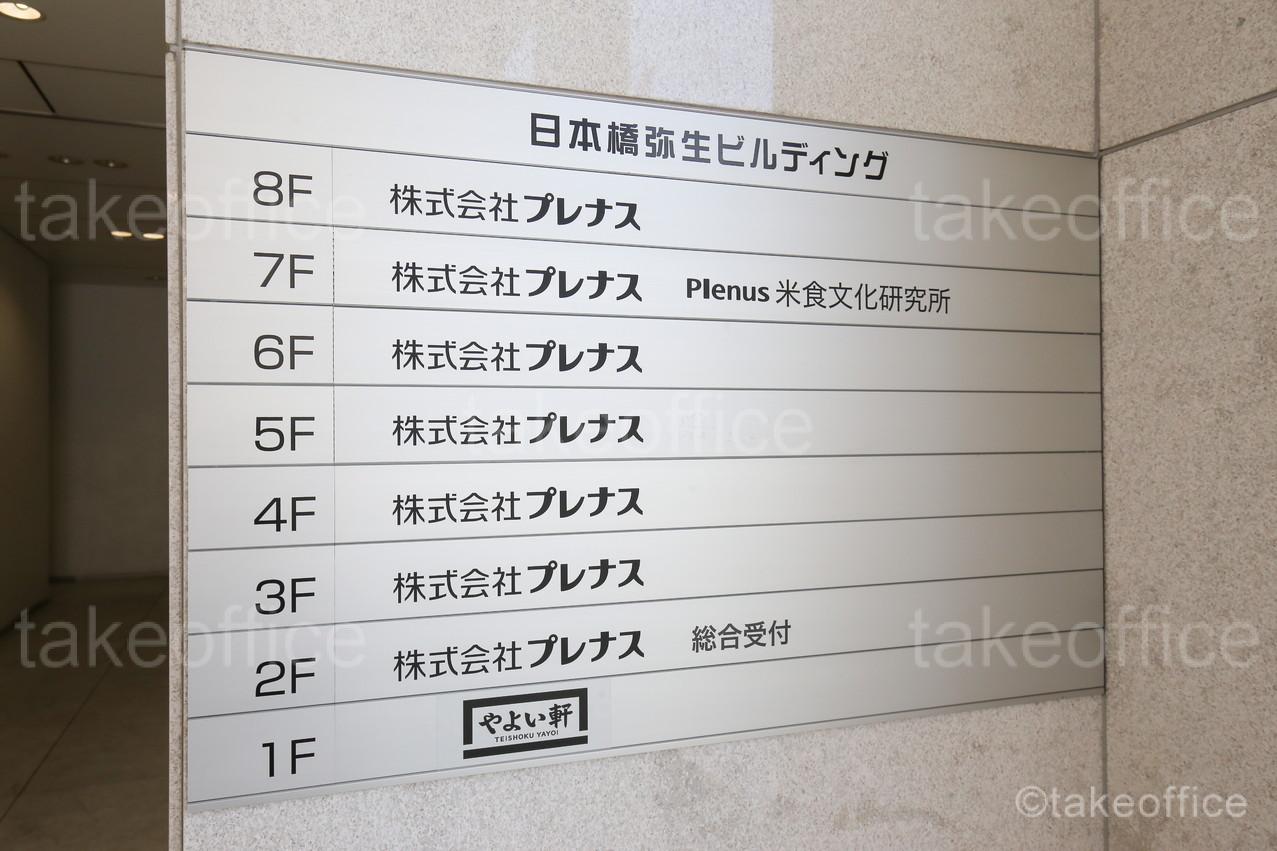 日本橋弥生ビルディング
8F 株式会社プレナス
7F 株式会社プレナス Plenus 米食文化研究所
6F 株式会社プレナス
5F 株式会社プレナス
4F 株式会社プレナス
3F 株式会社プレナス
2F 株式会社プレナス 総合受付
1F やよい軒
TEISHOKU YAYOI
takeoffice
takeoffice
takeoffice
takeoffice
takeoffice
©takeoffice